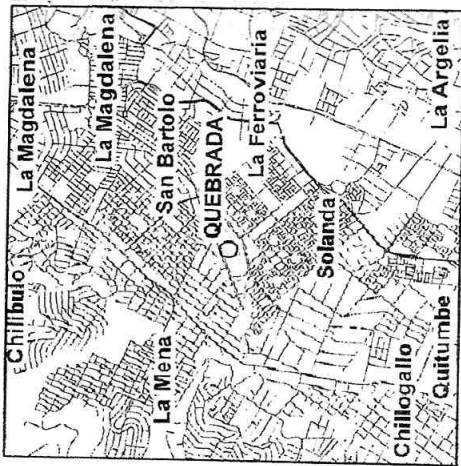 Chilibulo
La Magdalena
La Magdalena
La Mena
San Bartolo
QUEBRADA
La Ferroviaria
Solanda
Chillogallo
Quitumbe
La Argelia